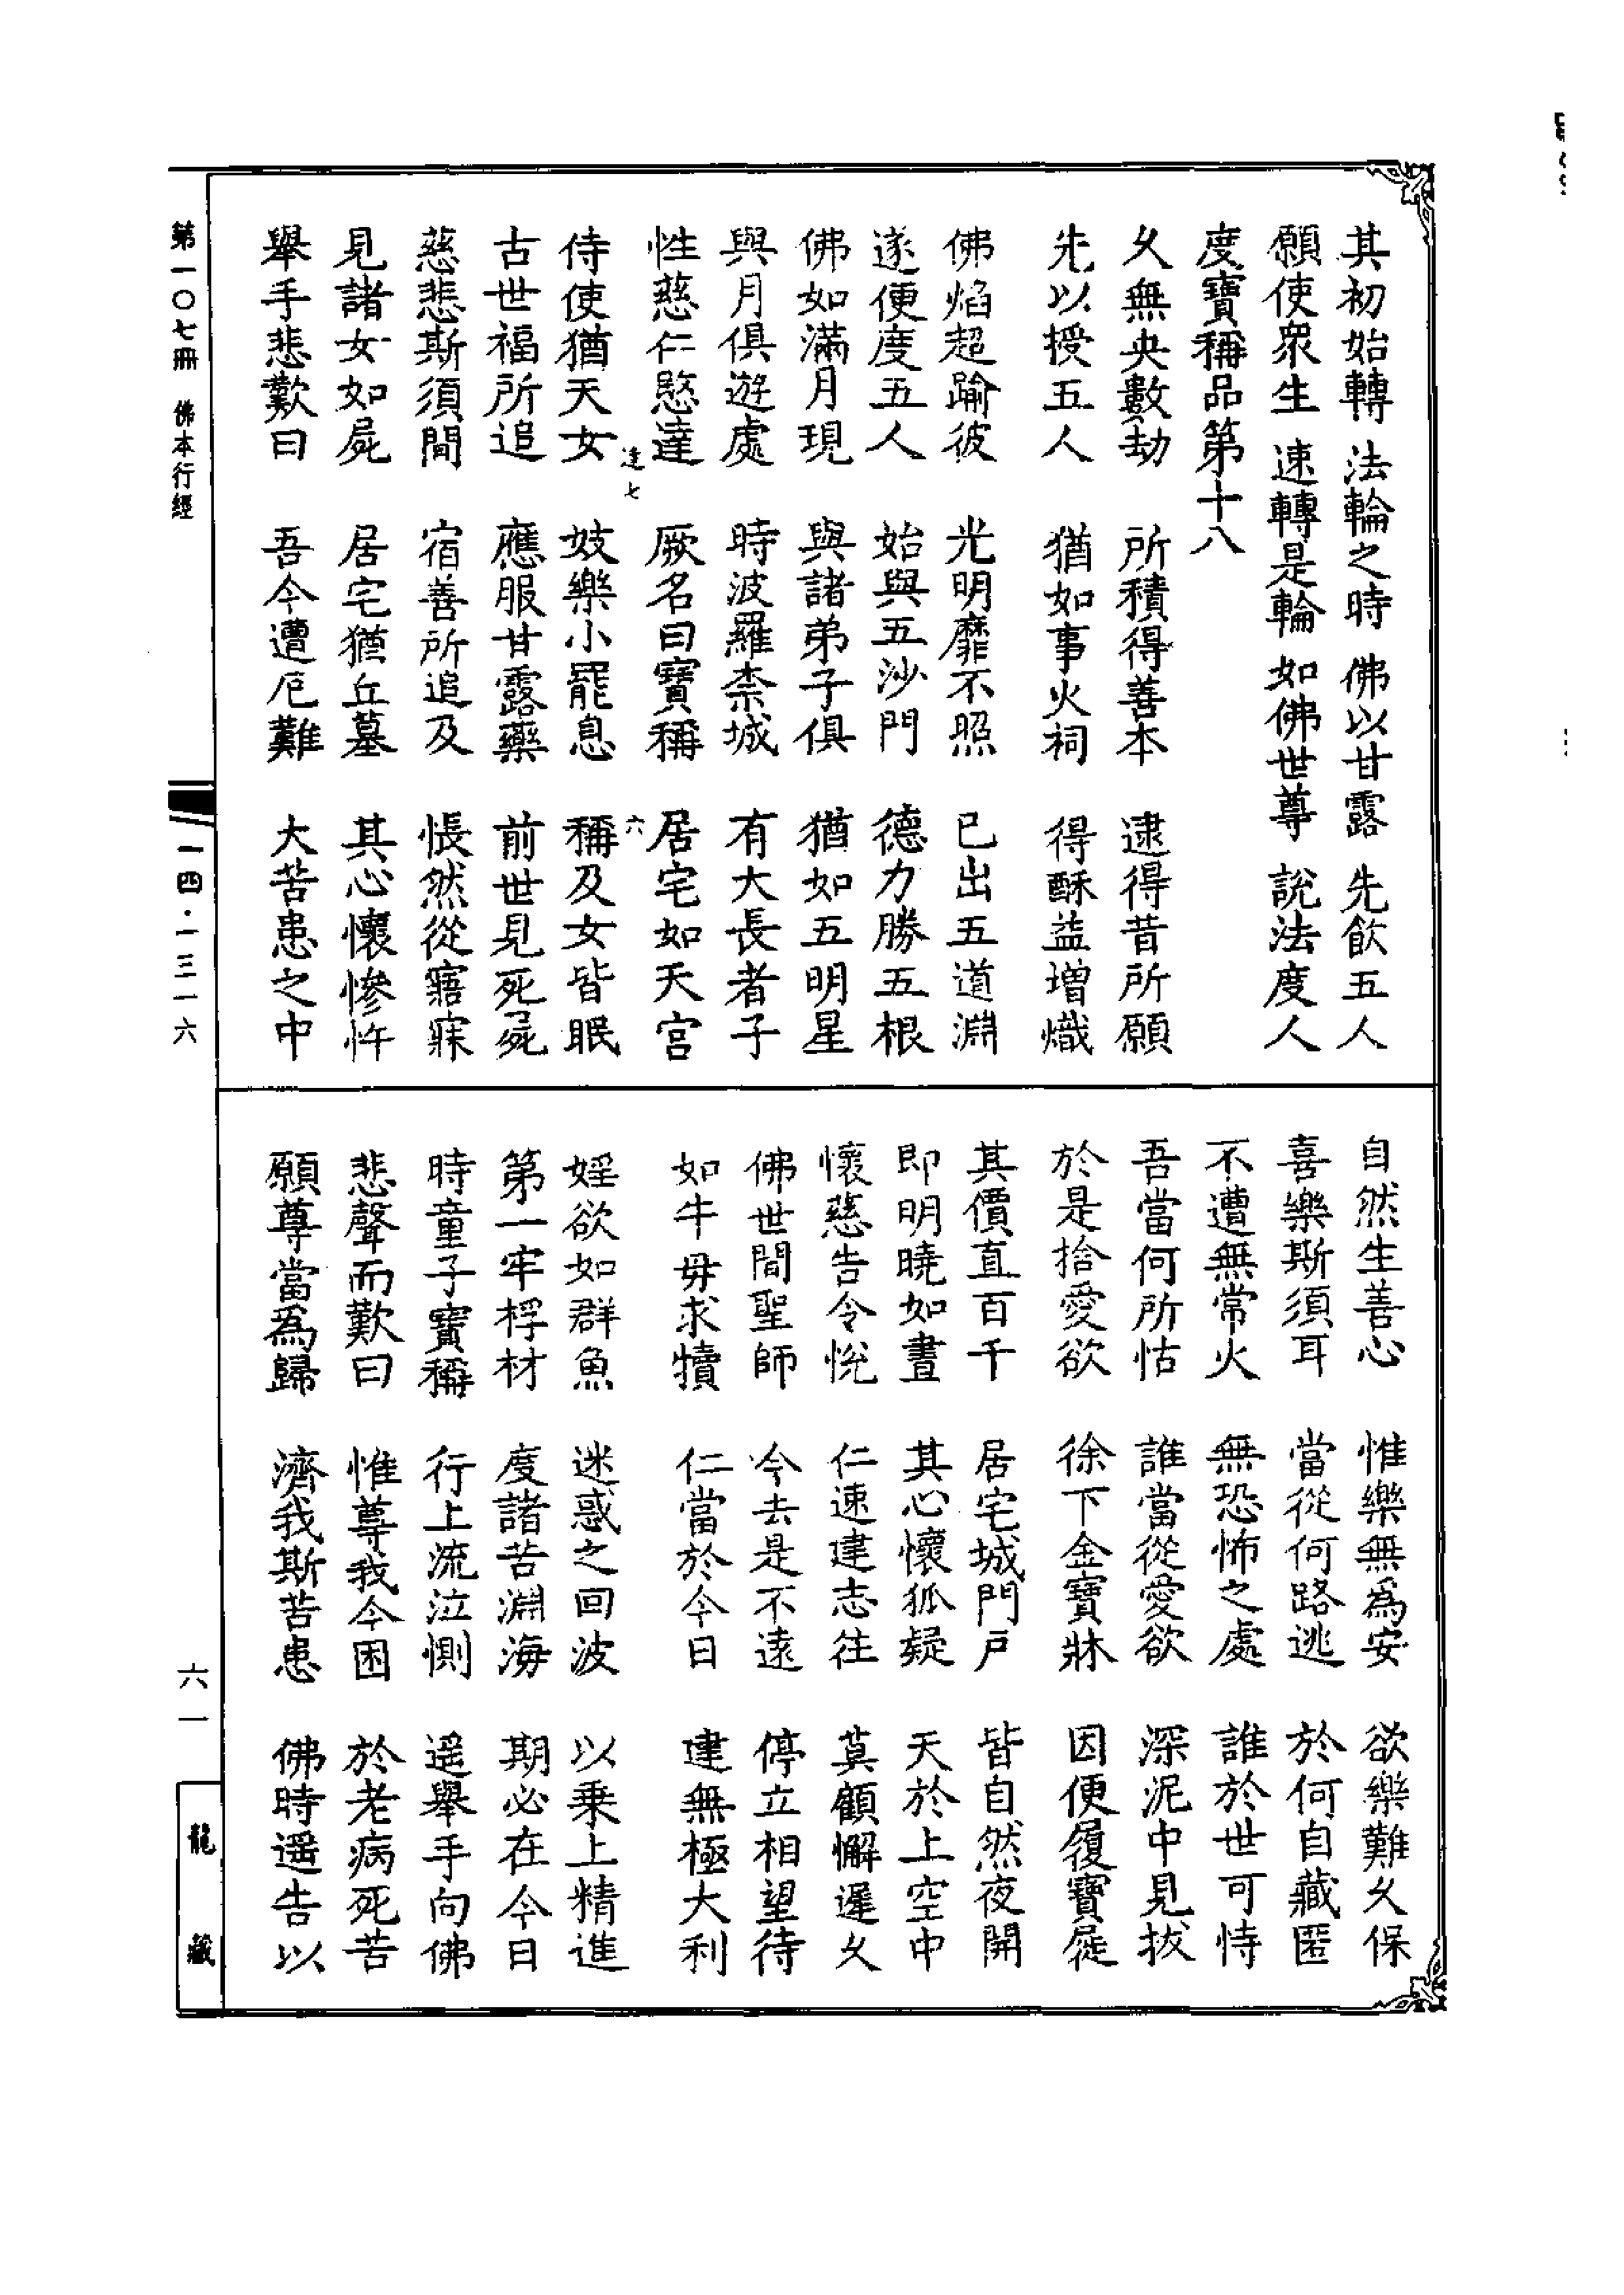 其初始轉 法輪之時 佛以甘露 先飲五人
願使衆生 速轉是輪 如佛世尊 說法度人
度寶稱品第十八
久無央數劫 所積得善本 逮得昔所願
先以授五人 猶如事火祠 得酥益增熾
佛焰超踰彼 光明靡不照 已出五道淵
遂便度五人 始與五沙門 德力勝五根
佛如滿月現 與諸弟子俱 猶如五明星
與月俱遊處 時波羅柰城 有大長者子
性慈仁愍達 厥名曰寶稱 居宅如天宮
達七 六
侍使猶天女 妓樂小罷息 稱及女皆眠
古世福所追 應服甘露藥 前世見死屍
慈悲斯須間 宿善所追及 悵然從寤寐
見諸女如屍 居宅猶丘墓 其心懷慘忤
舉手悲歎曰 吾今遭厄難 大苦患之中
自然生善心 惟樂無為安 欲樂難久保
喜樂斯須耳 當從何路逃 於何自藏匿
不遭無常火 無恐怖之處 誰於世可恃
吾當何所怙 誰當從愛欲 深泥中見拔
於是捨愛欲 徐下金寶牀 因便履寶屣
其價直百千 居宅城門戶 皆自然夜開
即明曉如晝 其心懷狐疑 天於上空中
懷慈告令悅 仁速建志往 莫顧懈遲久
佛世間聖師 今去是不遠 停立相望待
如牛母求犢 仁當於今日 建無極大利
婬欲如群魚 迷惑之回波 以乗上精進
第一牢桴材 度諸苦淵海 期必在今日
時童子寶稱 行上流泣惻 遥舉手向佛
悲聲而歎曰 惟尊我今困 於老病死苦
願尊當為歸 濟我斯苦患 佛時遥告以
第一〇七冊 佛本行經
一四·一三一六
六一
龍藏